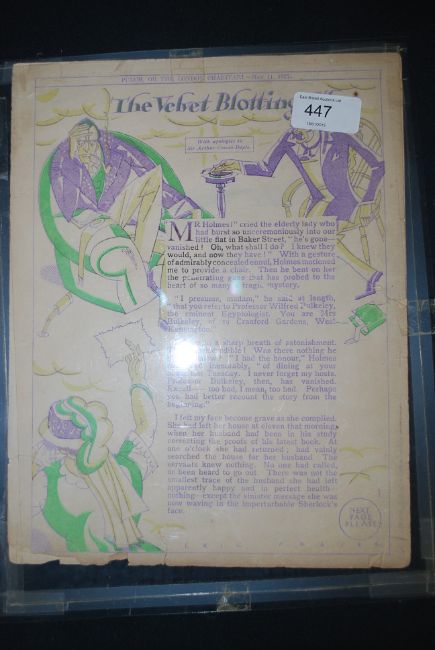 PUNCH, OR THE LONDON CHARIVARI.—May 11, 1927.
The Velvet Blotting
East Bristol Auctions Ltd
447
With apologies to
Sir Arthur Conan Doyle.
MR HOLMES!" cried the elderly lady who
had burst so unceremoniously into our
little flat in Baker Street, "he's gone—
vanished! Oh, what shall I do? I knew they
would, and now they have!" With a gesture
of admirably concealed ennui, Holmes motioned
me to provide a chair. Then he bent on her
the penetrating gaze that has probed to the
heart of so many a tragic mystery.
"I presume, madam," he said at length,
"that you refer to Professor Wilfred Bulkeley,
the eminent Egyptologist. You are Mrs
Bulkeley, of Cranford Gardens, West
Kensington."
a sharp breath of astonishment.
Was there nothing he
"I had the honour," Holmes
"of dining at your
Tuesday. I never forget my hosts.
Professor Bulkeley, then, has vanished.
too bad, I mean, too bad. Perhaps
you had better recount the story from the
beginning."
I felt my face become grave as she complied.
She had left her house at eleven that morning,
when her husband had been in his study
correcting the proofs of his latest book. At
one o'clock she had returned; had vainly
searched the house for her husband. The
servants knew nothing. No one had called,
been heard to go out. There was not the
smallest trace of the husband she had left
apparently happy and in perfect health—
nothing—except the sinister message she was
now waving in the imperturbable Sherlock's
face.
NEXT
PAGE
PLEASE